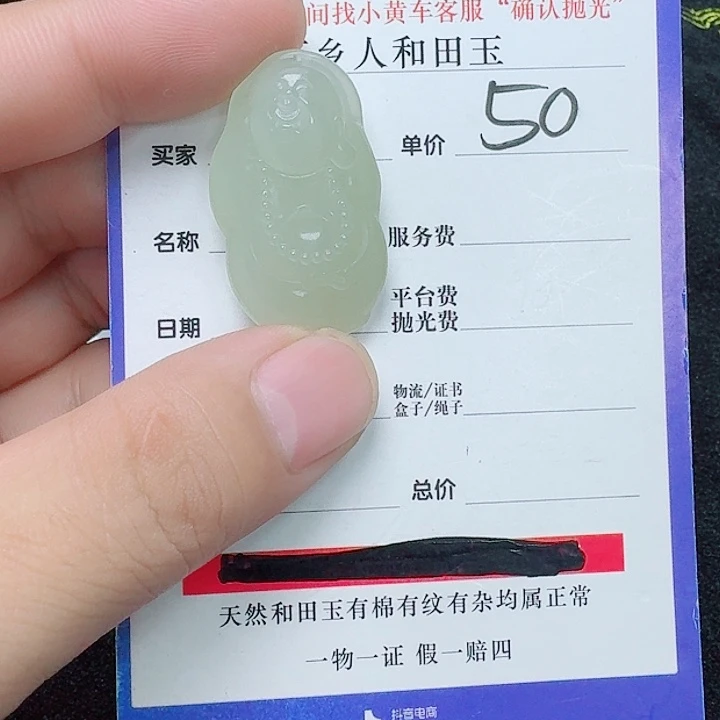 间找小黄车客服“确认抛光”
乡人和田玉
买家 单价 50
名称 服务费
平台费
日期 抛光费
物流/证书
盒子/绳子
总价
天然和田玉有棉有纹有杂均属正常
一物一证 假一赔四
抖音电商